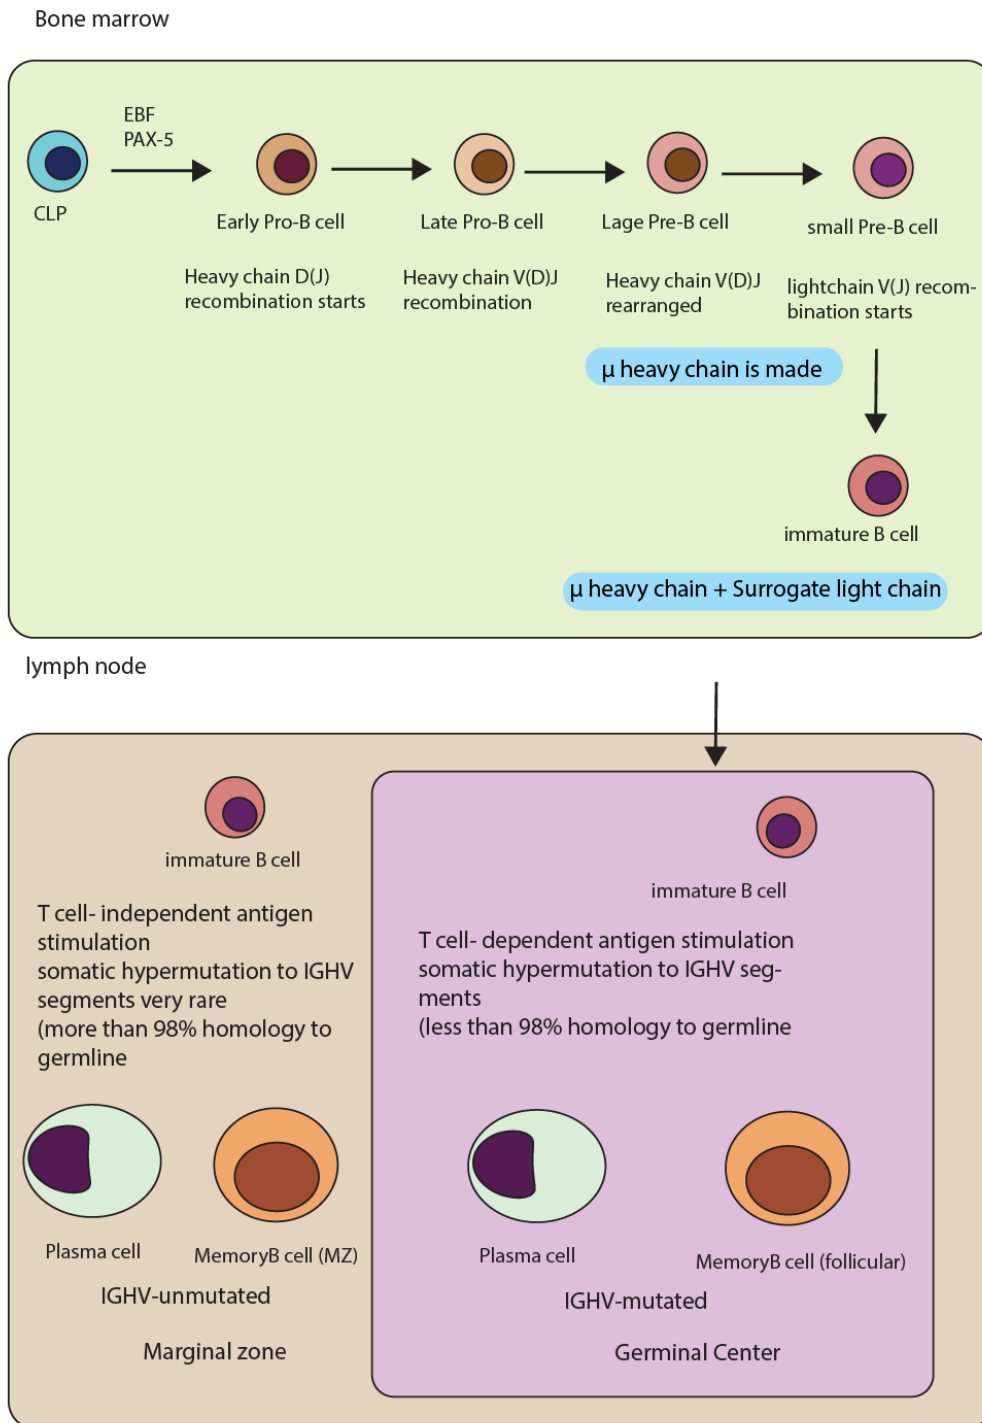 Bone marrow
EBF
PAX-5
CLP
Early Pro-B cell
Late Pro-B cell
Lage Pre-B cell
small Pre-B cell
Heavy chain D(J)
recombination starts
Heavy chain V(D)J
recombination
Heavy chain V(D)J
rearranged
lightchain V(J) recom-
bination starts
μ heavy chain is made
immature B cell
μ heavy chain + Surrogate light chain
lymph node
immature B cell
T cell- independent antigen
stimulation
somatic hypermutation to IGHV
segments very rare
(more than 98% homology to
germline
Plasma cell
MemoryB cell (MZ)
IGHV-unmutated
Marginal zone
immature B cell
T cell- dependent antigen stimulation
somatic hypermutation to IGHV seg-
ments
(less than 98% homology to germline
Plasma cell
MemoryB cell (follicular)
IGHV-mutated
Germinal Center